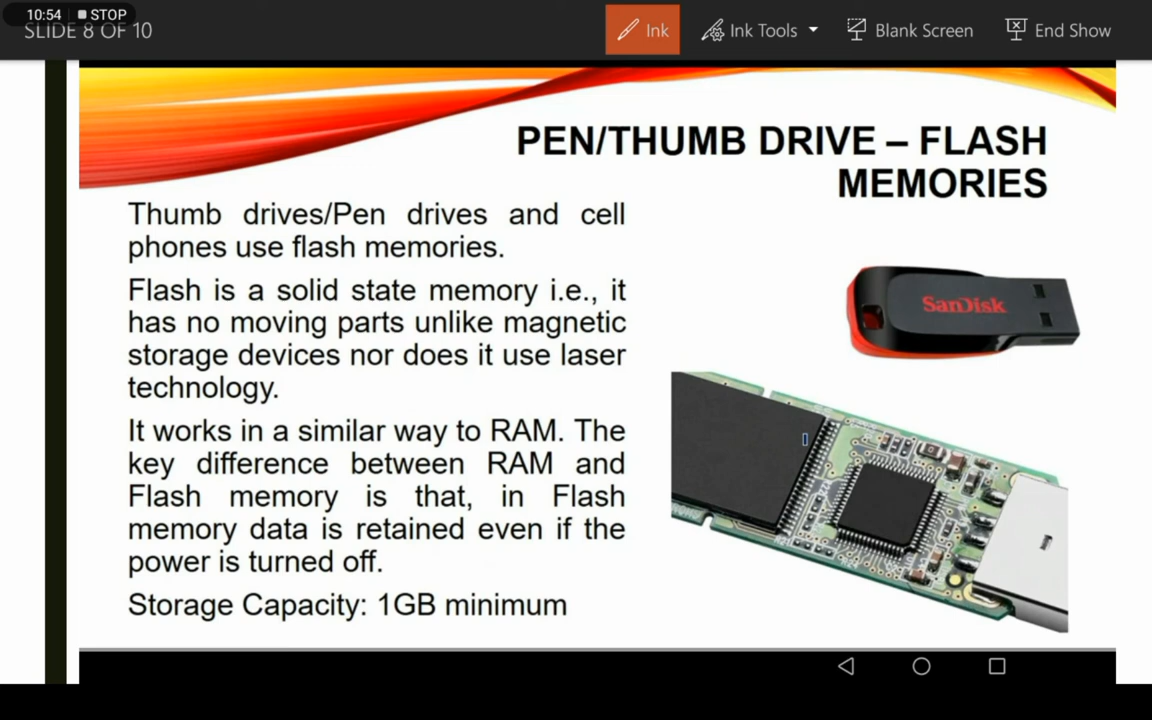 10:54 STOP
SLIDE 8 OF 10
Ink
Ink Tools
Blank Screen
End Show
PEN/THUMB DRIVE – FLASH
MEMORIES
Thumb drives/Pen drives and cell
phones use flash memories.
Flash is a solid state memory i.e., it
has no moving parts unlike magnetic
storage devices nor does it use laser
technology.
It works in a similar way to RAM. The
key difference between RAM and
Flash memory is that, in Flash
memory data is retained even if the
power is turned off.
Storage Capacity: 1GB minimum
SanDisk